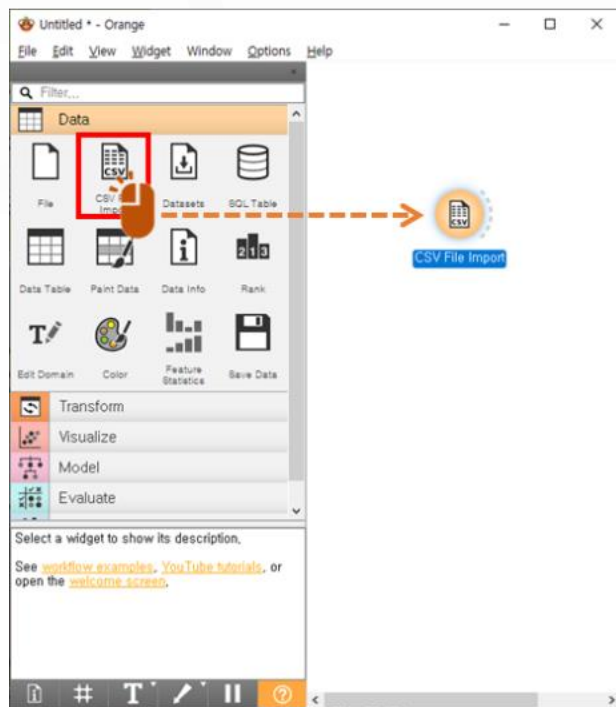 Untitled * - Orange
File Edit View Widget Window Options Help
Filter...
Data
File
CSV
Datasets
SQL Table
Data Table
Paint Data
Data Info
Rank
Edit Domain
Color
Feature
Statistics
Save Data
Transform
Visualize
Model
Evaluate
Select a widget to show its description.
See workflow examples, YouTube tutorials, or
open the welcome screen.
CSV
CSV File Import